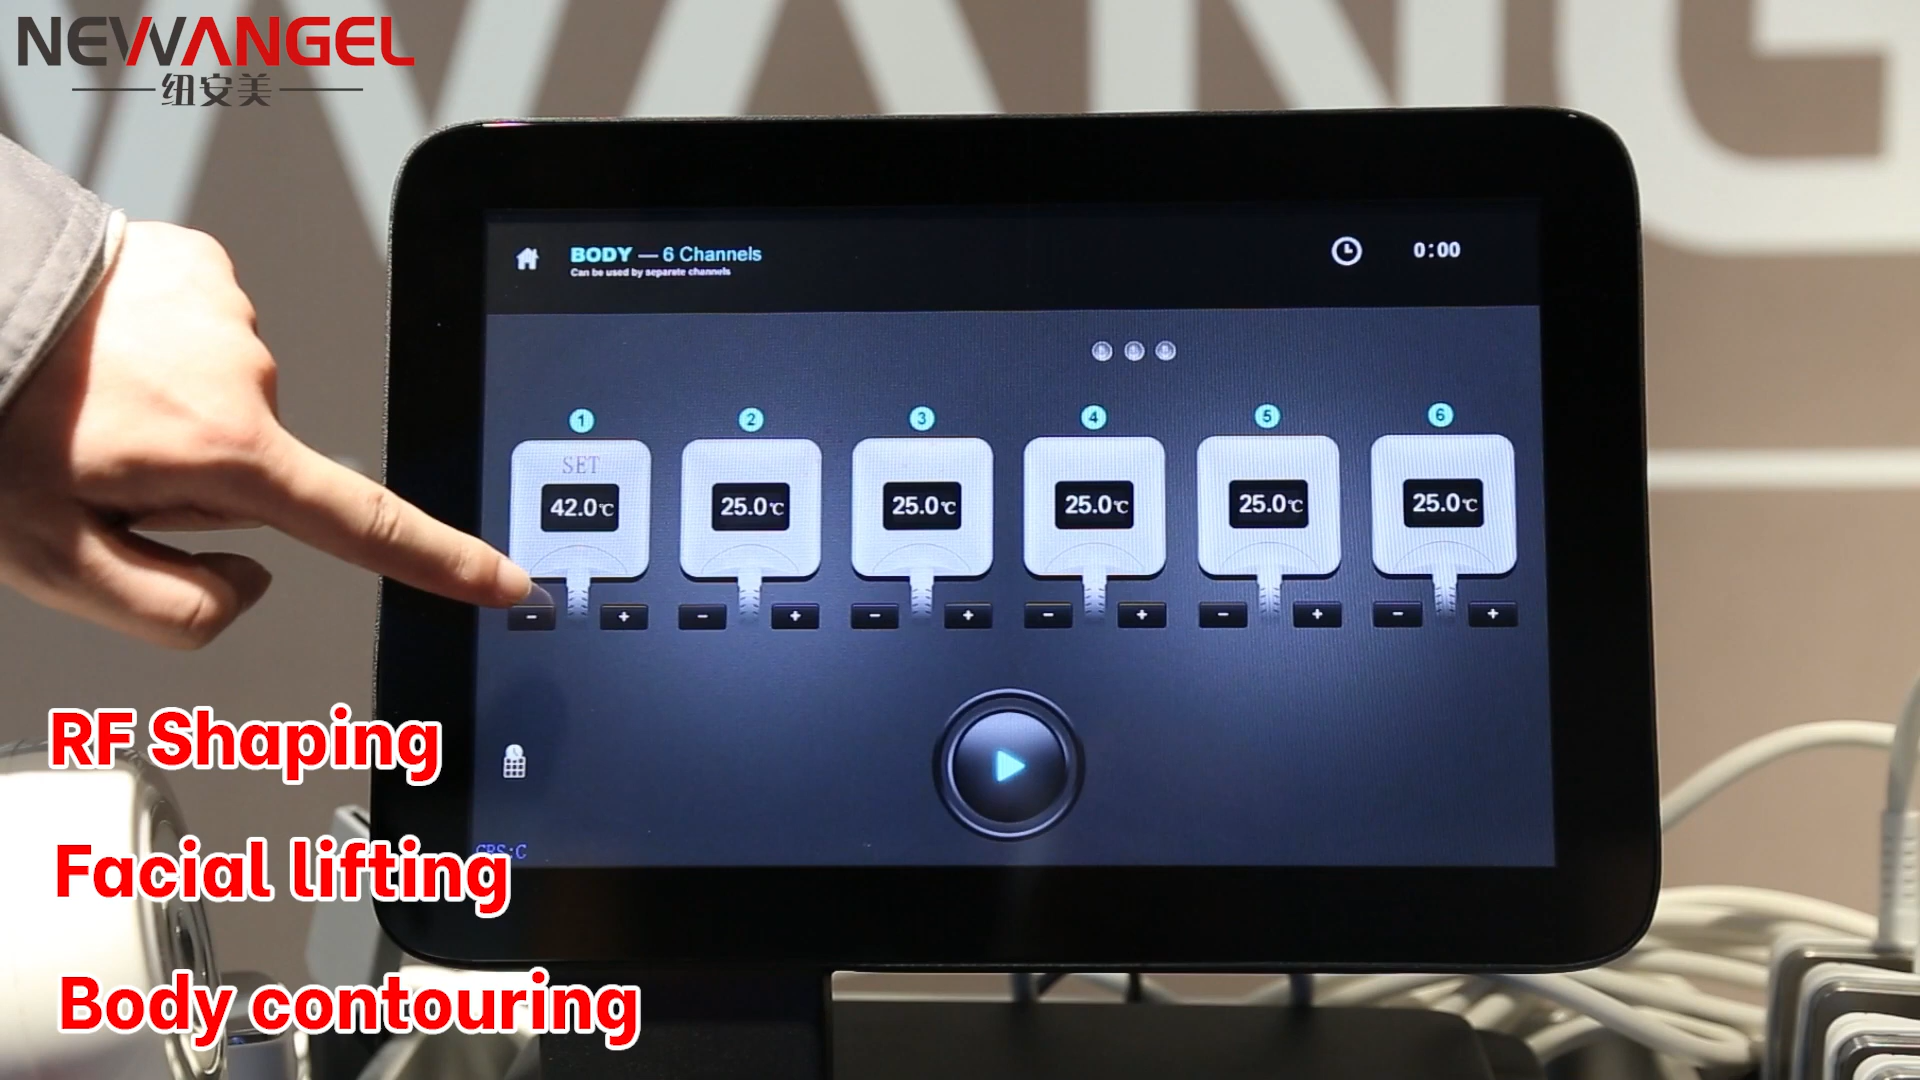 NEWANGEL
纽安美
BODY — 6 Channels
Can be used by separate channels
0:00
1 2 3 4 5 6
SET
42.0℃ 25.0℃ 25.0℃ 25.0℃ 25.0℃ 25.0℃
- + - + - + - + - + - +
RF Shaping
CRS:C
Facial lifting
Body contouring